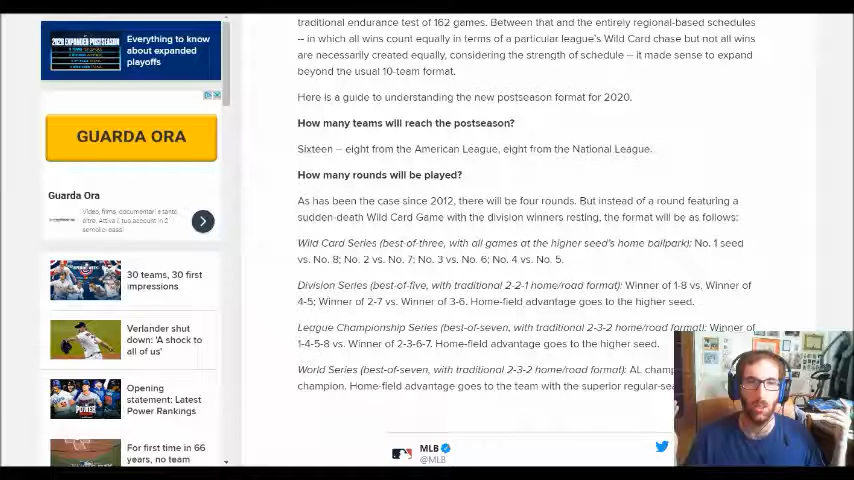 Everything to know
about expanded
playoffs
GUARDA ORA
Guarda Ora
Video, films, documentari e tanto
altro. Attiva il tuo account in 2
semplici passi!
30 teams, 30 first
impressions
Verlander shut
down: 'A shock to
all of us'
Opening
statement: Latest
Power Rankings
For first time in 66
years, no team
traditional endurance test of 162 games. Between that and the entirely regional-based schedules
-- in which all wins count equally in terms of a particular league's Wild Card chase but not all wins
are necessarily created equally, considering the strength of schedule -- it made sense to expand
beyond the usual 10-team format.
Here is a guide to understanding the new postseason format for 2020.
How many teams will reach the postseason?
Sixteen -- eight from the American League, eight from the National League.
How many rounds will be played?
As has been the case since 2012, there will be four rounds. But instead of a round featuring a
sudden-death Wild Card Game with the division winners resting, the format will be as follows:
Wild Card Series (best-of-three, with all games at the higher seed's home ballpark): No. 1 seed
vs. No. 8; No. 2 vs. No. 7; No. 3 vs. No. 6; No. 4 vs. No. 5.
Division Series (best-of-five, with traditional 2-2-1 home/road format): Winner of 1-8 vs. Winner of
4-5; Winner of 2-7 vs. Winner of 3-6. Home-field advantage goes to the higher seed.
League Championship Series (best-of-seven, with traditional 2-3-2 home/road format): Winner of
1-4-5-8 vs. Winner of 2-3-6-7. Home-field advantage goes to the higher seed.
World Series (best-of-seven, with traditional 2-3-2 home/road format): AL champ
champion. Home-field advantage goes to the team with the superior regular-sea
MLB
@MLB